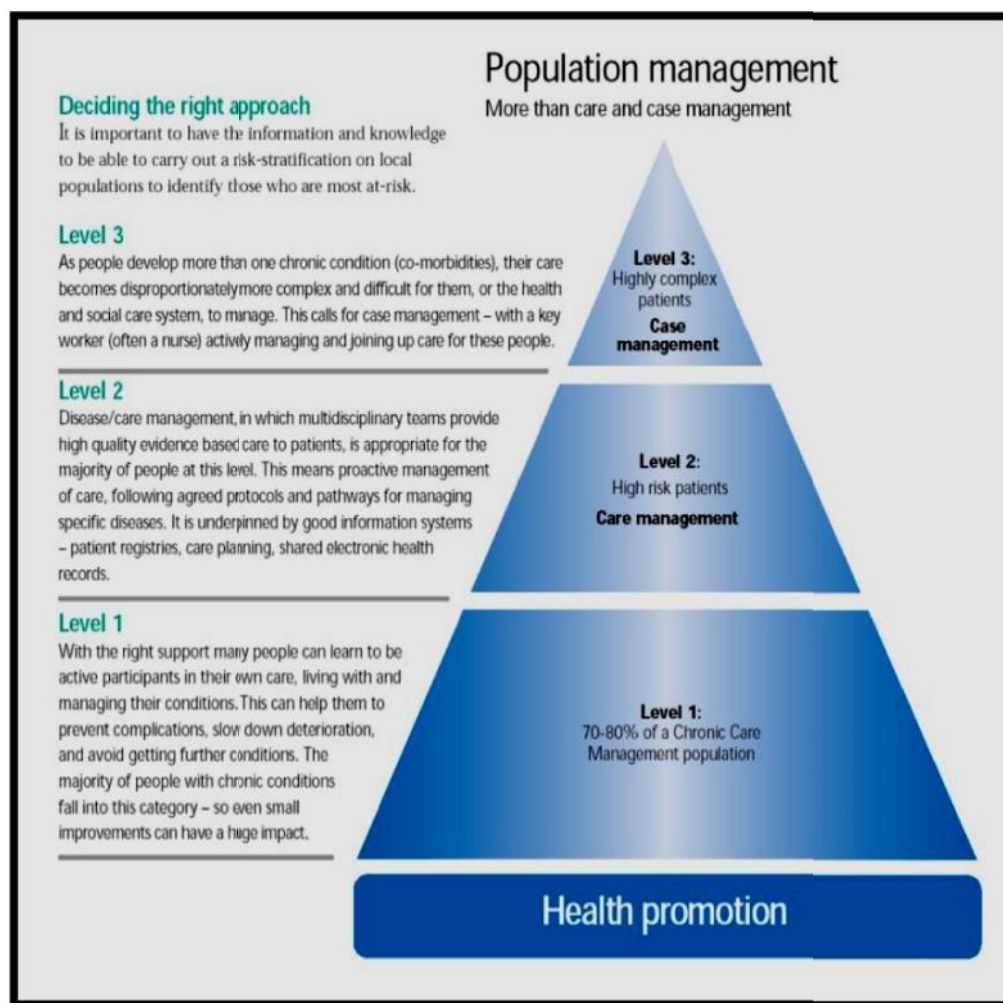 Population management
More than care and case management
Deciding the right approach
It is important to have the information and knowledge
to be able to carry out a risk-stratification on local
populations to identify those who are most at-risk.
Level 3
As people develop more than one chronic condition (co-morbidities), their care
becomes disproportionately more complex and difficult for them, or the health
and social care system, to manage. This calls for case management – with a key
worker (often a nurse) actively managing and joining up care for these people.
Level 2
Disease/care management, in which multidisciplinary teams provide
high quality evidence based care to patients, is appropriate for the
majority of people at this level. This means proactive management
of care, following agreed protocols and pathways for managing
specific diseases. It is underpinned by good information systems
– patient registries, care planning, shared electronic health
records.
Level 1
With the right support many people can learn to be
active participants in their own care, living with and
managing their conditions. This can help them to
prevent complications, slow down deterioration,
and avoid getting further conditions. The
majority of people with chronic conditions
fall into this category – so even small
improvements can have a huge impact.
Level 3:
Highly complex
patients
Case
management
Level 2:
High risk patients
Care management
Level 1:
70-80% of a Chronic Care
Management population
Health promotion